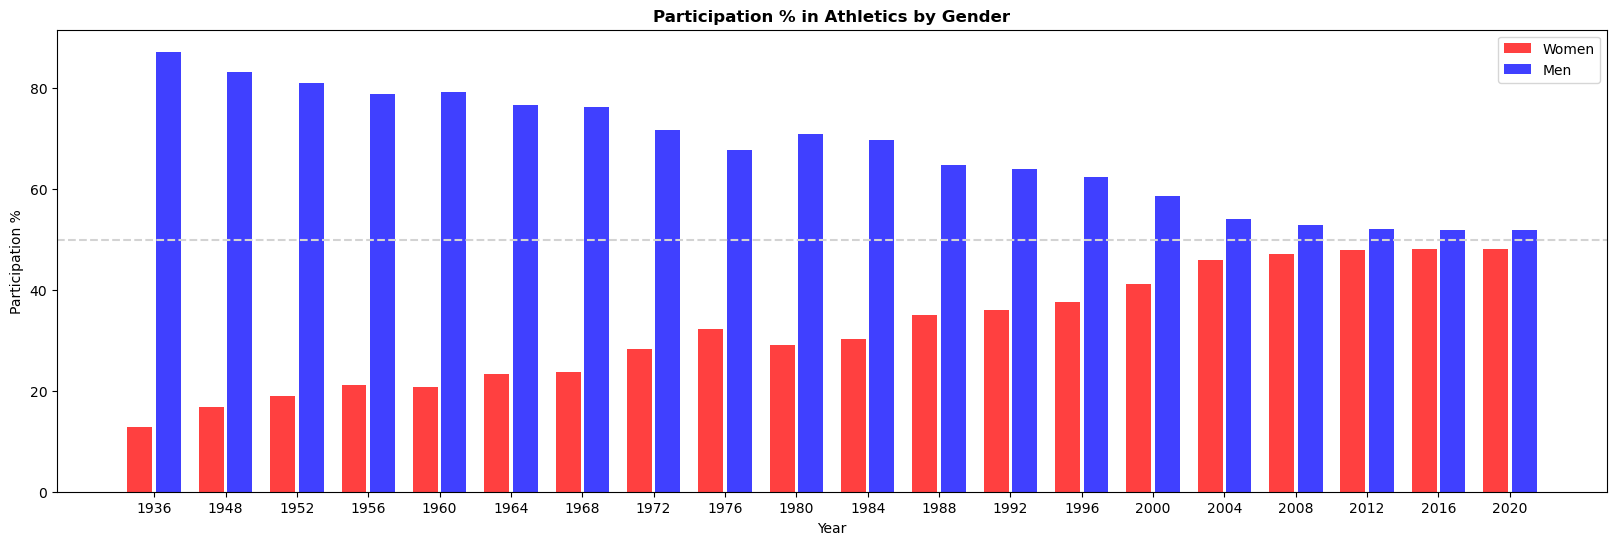 Participation % in Athletics by Gender
Women
Men
80
60
40
20
0
Participation %
1936 1948 1952 1956 1960 1964 1968 1972 1976 1980 1984 1988 1992 1996 2000 2004 2008 2012 2016 2020
Year